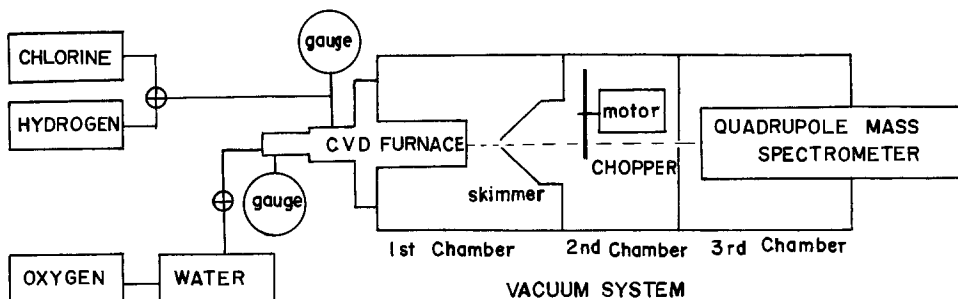 gauge
CHLORINE
HYDROGEN
CVD FURNACE
gauge
OXYGEN
WATER
skimmer
motor
CHOPPER
QUADRUPOLE MASS
SPECTROMETER
1st Chamber
2nd Chamber
3rd Chamber
VACUUM SYSTEM